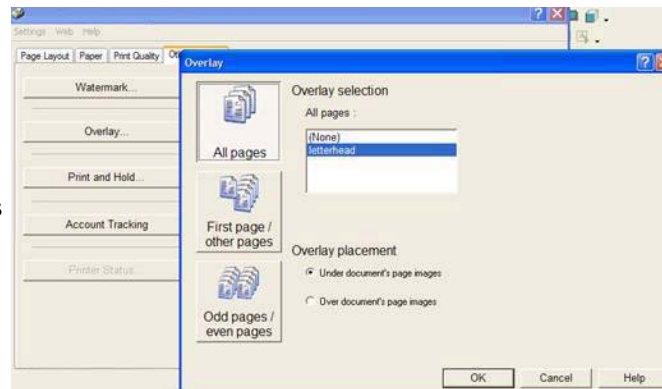 Settings Web Help
Page Layout Paper Print Quality
Watermark...
Overlay...
Print and Hold...
Account Tracking
Printer Status...
s
Overlay
All pages
First page /
other pages
Odd pages /
even pages
Overlay selection
All pages :
(None)
letterhead
Overlay placement
Under document's page images
Over document's page images
OK Cancel Help